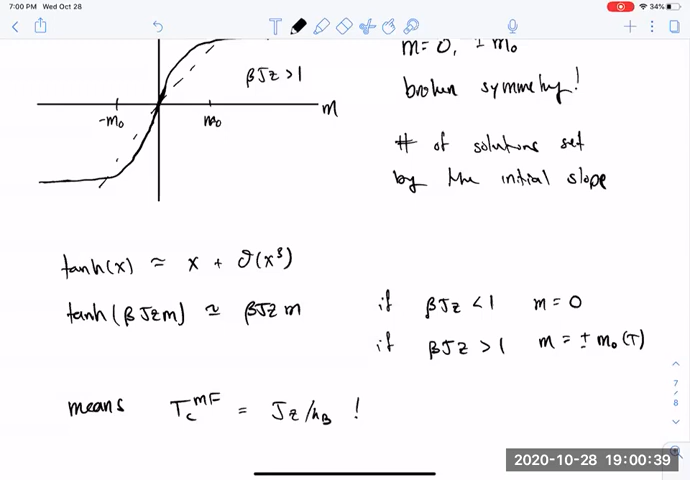 7:00 PM Wed Oct 28
34%
m = 0, ± m₀
βJz > 1
broken symmetry!
m
-m₀
m₀
# of solutions set
by the initial slope
tanh(x) ≈ x + O(x³)
tanh(βJzm) ≃ βJz m
if βJz < 1 m = 0
if βJz > 1 m = ± m₀(T)
means T_c^MF = Jz/k_B !
7
8
2020-10-28 19:00:39